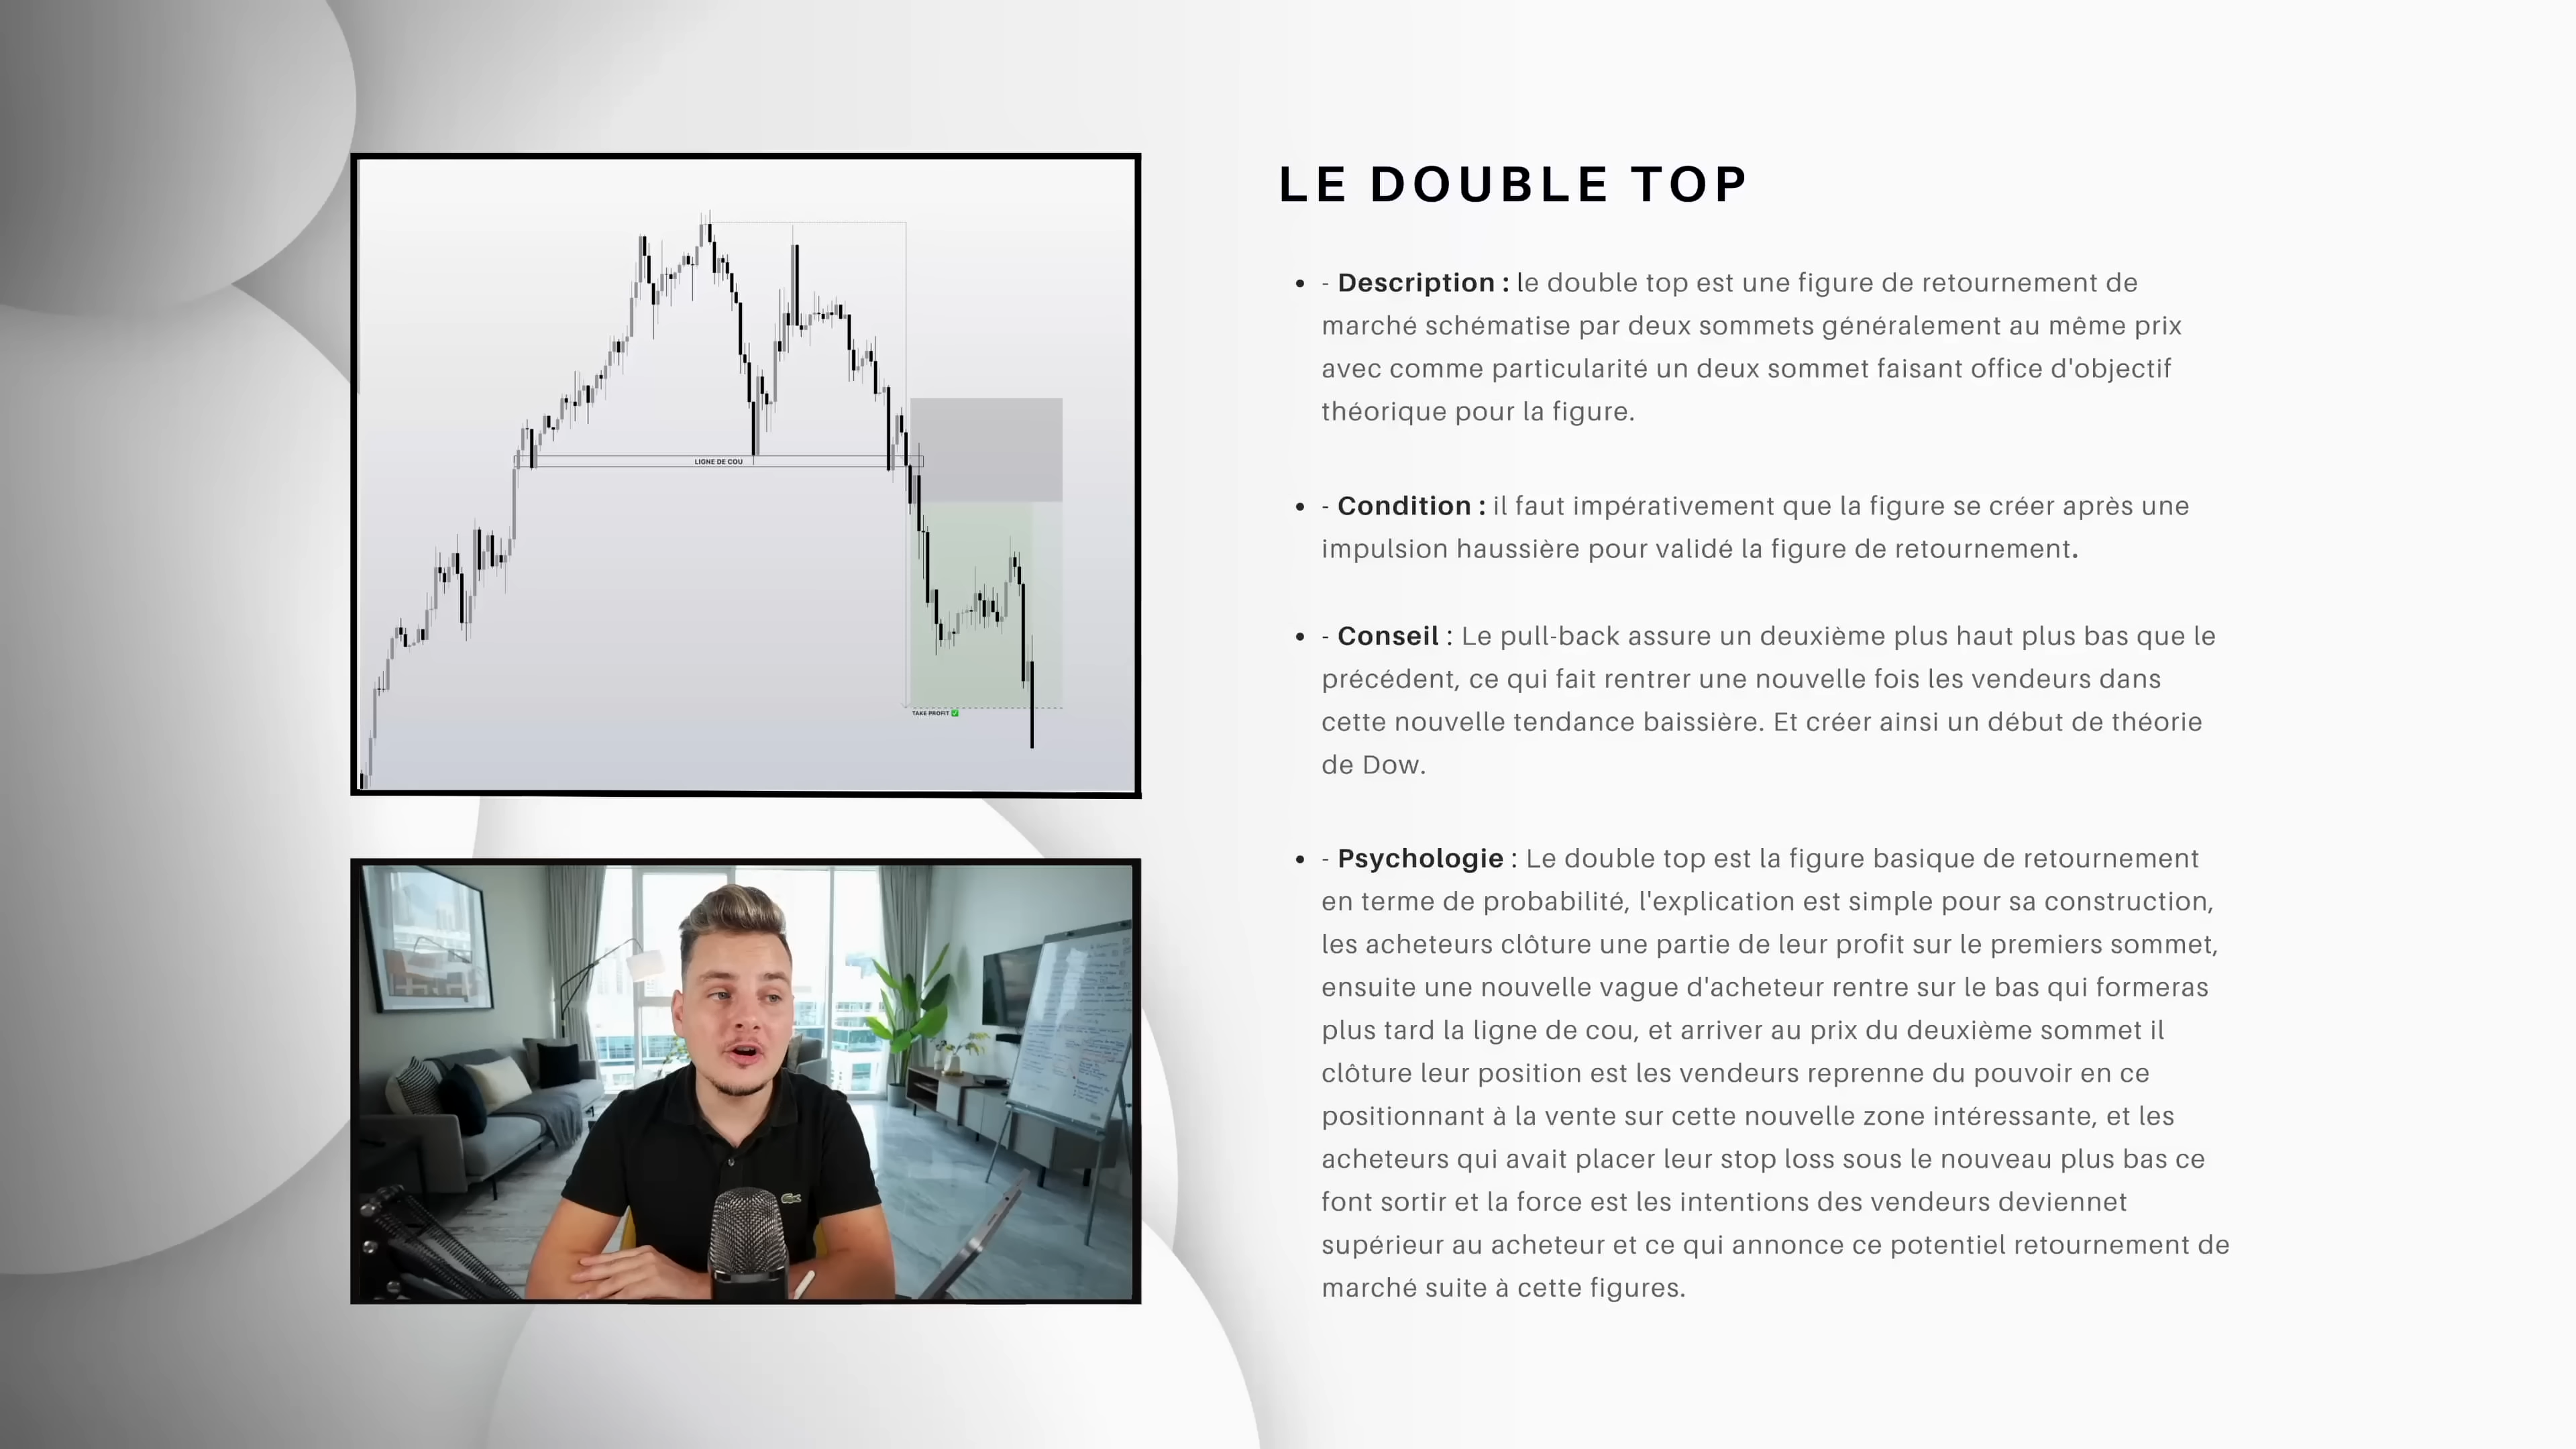 LE DOUBLE TOP
- Description : le double top est une figure de retournement de
marché schématise par deux sommets généralement au même prix
avec comme particularité un deux sommet faisant office d'objectif
théorique pour la figure.
- Condition : il faut impérativement que la figure se créer après une
impulsion haussière pour validé la figure de retournement.
- Conseil : Le pull-back assure un deuxième plus haut plus bas que le
précédent, ce qui fait rentrer une nouvelle fois les vendeurs dans
cette nouvelle tendance baissière. Et créer ainsi un début de théorie
de Dow.
- Psychologie : Le double top est la figure basique de retournement
en terme de probabilité, l'explication est simple pour sa construction,
les acheteurs clôture une partie de leur profit sur le premiers sommet,
ensuite une nouvelle vague d'acheteur rentre sur le bas qui formeras
plus tard la ligne de cou, et arriver au prix du deuxième sommet il
clôture leur position est les vendeurs reprenne du pouvoir en ce
positionnant à la vente sur cette nouvelle zone intéressante, et les
acheteurs qui avait placer leur stop loss sous le nouveau plus bas ce
font sortir et la force est les intentions des vendeurs deviennet
supérieur au acheteur et ce qui annonce ce potentiel retournement de
marché suite à cette figures.
LIGNE DE COU
TAKE PROFIT ✅